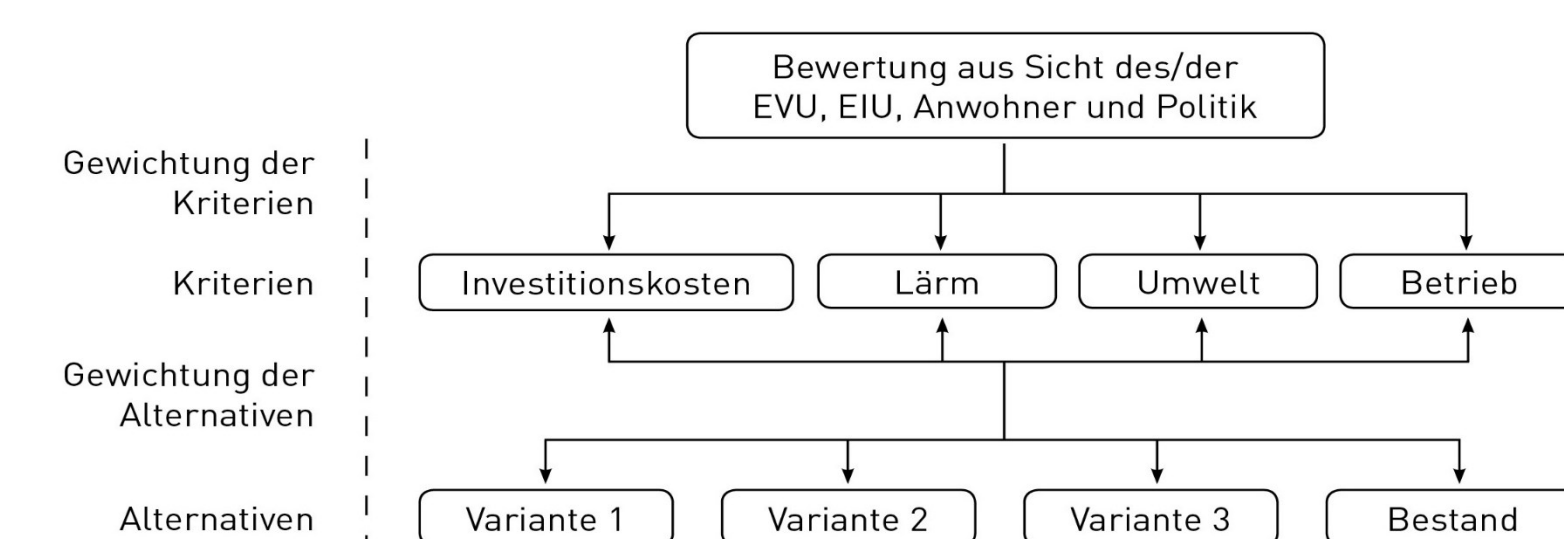 Bewertung aus Sicht des/der
EVU, EIU, Anwohner und Politik
Gewichtung der
Kriterien
Kriterien
Investitionskosten
Lärm
Umwelt
Betrieb
Gewichtung der
Alternativen
Alternativen
Variante 1
Variante 2
Variante 3
Bestand